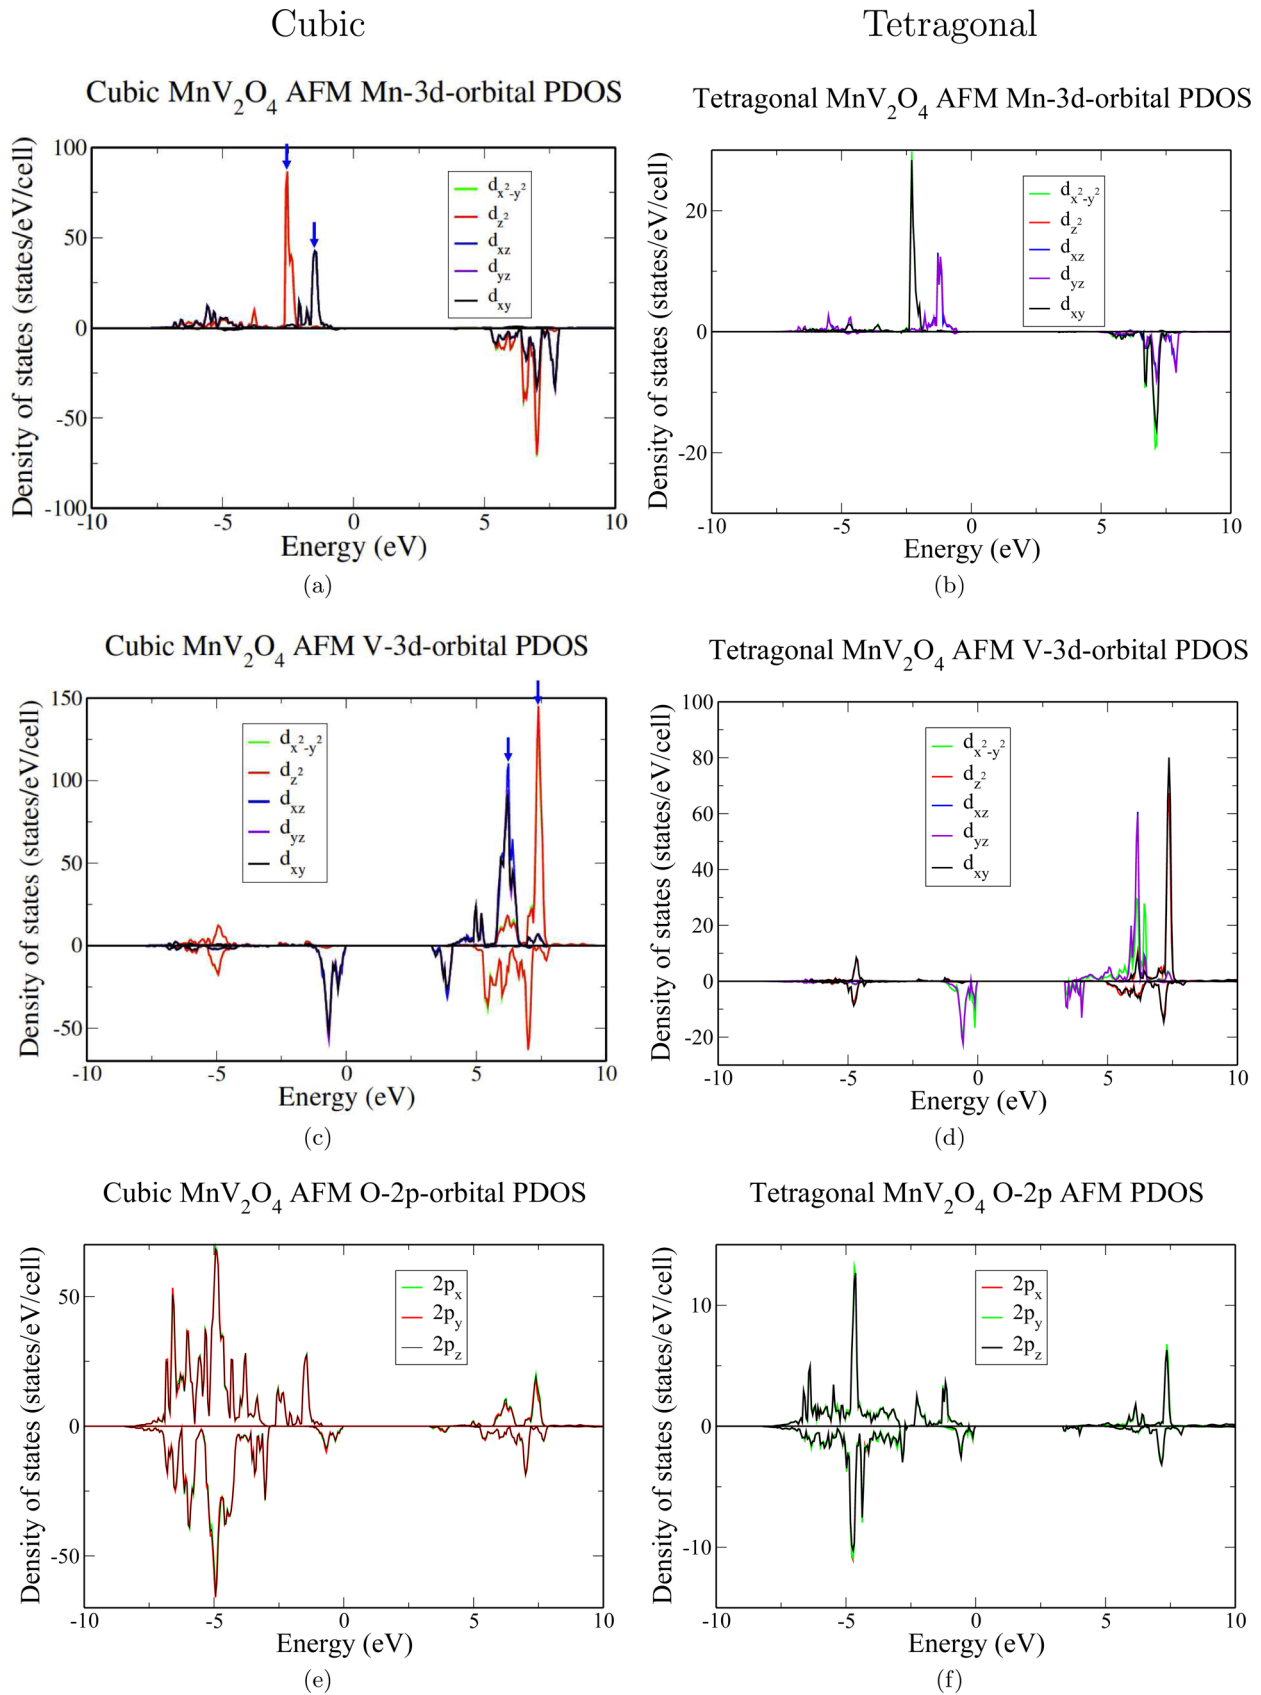 Cubic Tetragonal
Cubic MnV2O4 AFM Mn-3d-orbital PDOS
Density of states (states/eV/cell)
100
50
0
-50
-100
-10 -5 0 5 10
dx2-y2
dz2
dxz
dyz
dxy
Energy (eV)
(a)
Tetragonal MnV2O4 AFM Mn-3d-orbital PDOS
Density of states (states/eV/cell)
20
0
-20
-10 -5 0 5 10
dx2-y2
dz2
dxz
dyz
dxy
Energy (eV)
(b)
Cubic MnV2O4 AFM V-3d-orbital PDOS
Density of states (states/eV/cell)
150
100
50
0
-50
-10 -5 0 5 10
dx2-y2
dz2
dxz
dyz
dxy
Energy (eV)
(c)
Tetragonal MnV2O4 AFM V-3d-orbital PDOS
Density of states (states/eV/cell)
100
80
60
40
20
0
-20
-10 -5 0 5 10
dx2-y2
dz2
dxz
dyz
dxy
Energy (eV)
(d)
Cubic MnV2O4 AFM O-2p-orbital PDOS
Density of states (states/eV/cell)
50
0
-50
-10 -5 0 5 10
2px
2py
2pz
Energy (eV)
(e)
Tetragonal MnV2O4 O-2p AFM PDOS
Density of states (states/eV/cell)
10
0
-10
-10 -5 0 5 10
2px
2py
2pz
Energy (eV)
(f)